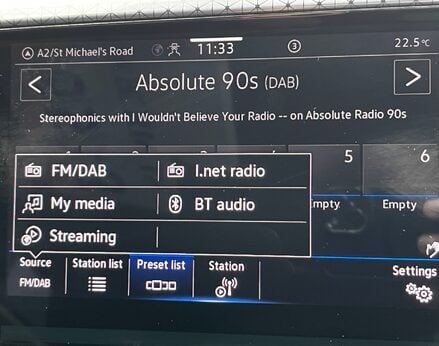 A2/St Michael's Road 11:33 3 22.5°C
< Absolute 90s (DAB) >
Stereophonics with I Wouldn't Believe Your Radio -- on Absolute Radio 90s
5 6
FM/DAB I.net radio
My media BT audio
Empty
Streaming
Source Station list Preset list Station Settings
FM/DAB